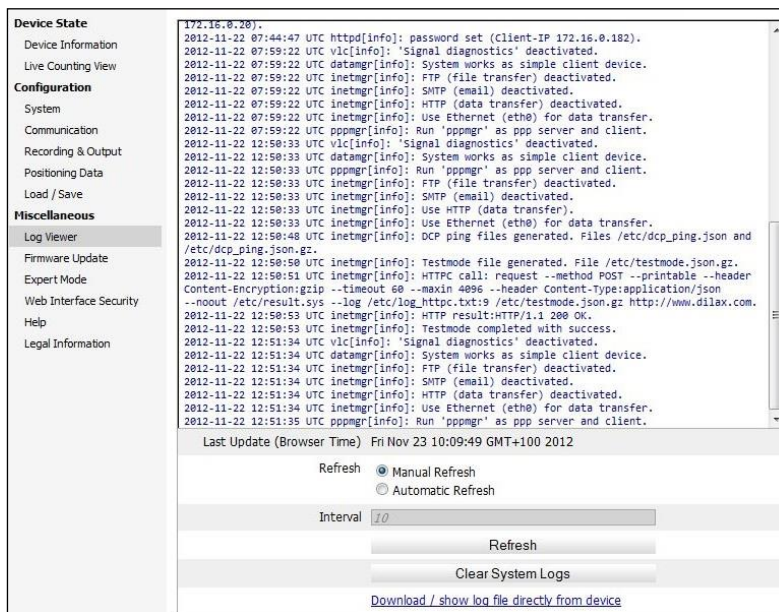 Device State
Device Information
Live Counting View
Configuration
System
Communication
Recording & Output
Positioning Data
Load / Save
Miscellaneous
Log Viewer
Firmware Update
Expert Mode
Web Interface Security
Help
Legal Information
172.16.0.20).
2012-11-22 07:44:47 UTC httpd[info]: password set (Client-IP 172.16.0.182).
2012-11-22 07:59:22 UTC vlc[info]: 'Signal diagnostics' deactivated.
2012-11-22 07:59:22 UTC datamgr[info]: System works as simple client device.
2012-11-22 07:59:22 UTC inetmgr[info]: FTP (file transfer) deactivated.
2012-11-22 07:59:22 UTC inetmgr[info]: SMTP (email) deactivated.
2012-11-22 07:59:22 UTC inetmgr[info]: HTTP (data transfer) deactivated.
2012-11-22 07:59:22 UTC inetmgr[info]: Use Ethernet (eth0) for data transfer.
2012-11-22 07:59:22 UTC pppmgr[info]: Run 'pppmgr' as ppp server and client.
2012-11-22 12:50:33 UTC vlc[info]: 'Signal diagnostics' deactivated.
2012-11-22 12:50:33 UTC datamgr[info]: System works as simple client device.
2012-11-22 12:50:33 UTC pppmgr[info]: Run 'pppmgr' as ppp server and client.
2012-11-22 12:50:33 UTC inetmgr[info]: FTP (file transfer) deactivated.
2012-11-22 12:50:33 UTC inetmgr[info]: SMTP (email) deactivated.
2012-11-22 12:50:33 UTC inetmgr[info]: Use HTTP (data transfer).
2012-11-22 12:50:33 UTC inetmgr[info]: Use Ethernet (eth0) for data transfer.
2012-11-22 12:50:48 UTC inetmgr[info]: DCP ping files generated. Files /etc/dcp_ping.json and
/etc/dcp_ping.json.gz.
2012-11-22 12:50:50 UTC inetmgr[info]: Testmode file generated. File /etc/testmode.json.gz.
2012-11-22 12:50:51 UTC inetmgr[info]: HTTPC call: request --method POST --printable --header
Content-Encryption:gzip --timeout 60 --maxin 4096 --header Content-Type:application/json
--noout /etc/result.sys --log /etc/log_httpc.txt:9 /etc/testmode.json.gz http://www.dilax.com.
2012-11-22 12:50:53 UTC inetmgr[info]: HTTP result:HTTP/1.1 200 OK.
2012-11-22 12:50:53 UTC inetmgr[info]: Testmode completed with success.
2012-11-22 12:51:34 UTC vlc[info]: 'Signal diagnostics' deactivated.
2012-11-22 12:51:34 UTC datamgr[info]: System works as simple client device.
2012-11-22 12:51:34 UTC inetmgr[info]: FTP (file transfer) deactivated.
2012-11-22 12:51:34 UTC inetmgr[info]: SMTP (email) deactivated.
2012-11-22 12:51:34 UTC inetmgr[info]: HTTP (data transfer) deactivated.
2012-11-22 12:51:34 UTC inetmgr[info]: Use Ethernet (eth0) for data transfer.
2012-11-22 12:51:35 UTC pppmgr[info]: Run 'pppmgr' as ppp server and client.
Last Update (Browser Time) Fri Nov 23 10:09:49 GMT+100 2012
Refresh Manual Refresh
Automatic Refresh
Interval 10
Refresh
Clear System Logs
Download / show log file directly from device